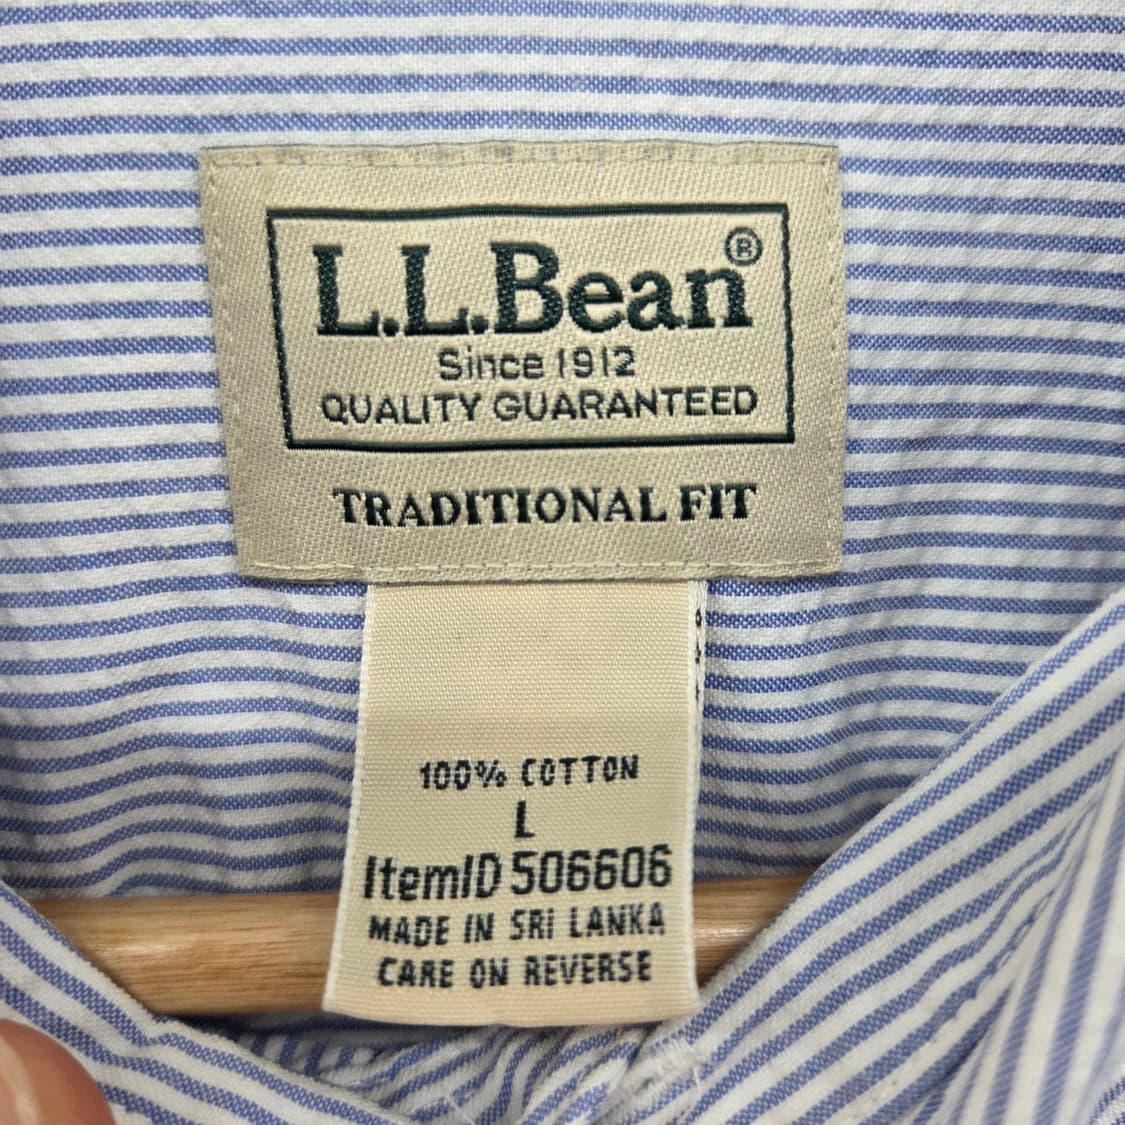 L.L.Bean®
Since 1912
QUALITY GUARANTEED
TRADITIONAL FIT
100% COTTON
L
ItemID 506606
MADE IN SRI LANKA
CARE ON REVERSE